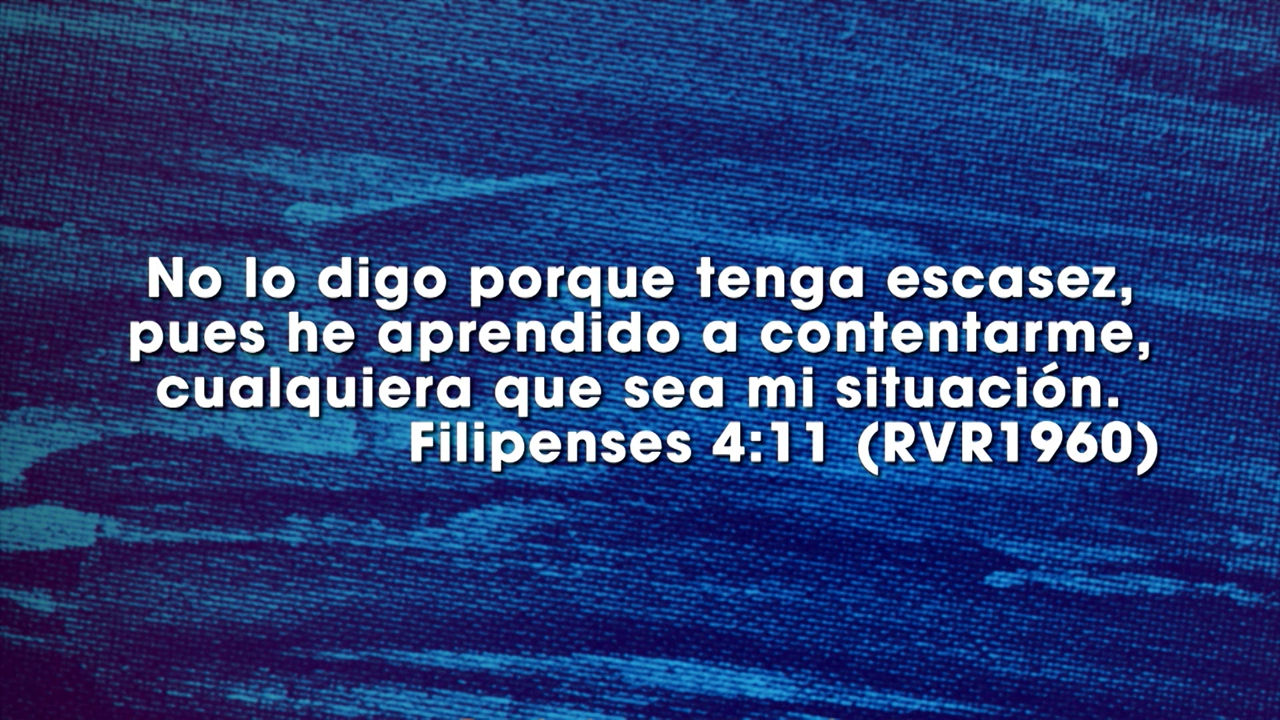 No lo digo porque tenga escasez,
pues he aprendido a contentarme,
cualquiera que sea mi situación.
Filipenses 4:11 (RVR1960)